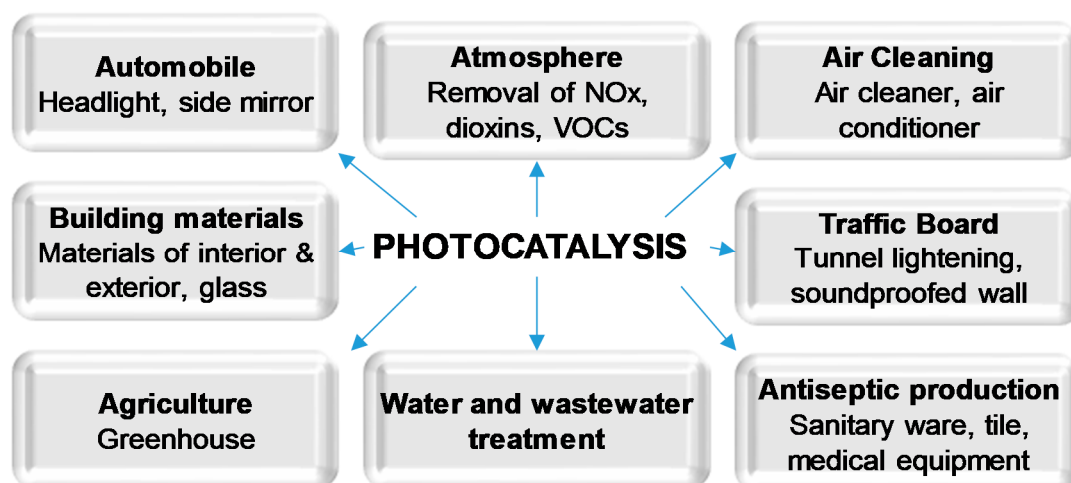 Automobile
Headlight, side mirror
Atmosphere
Removal of NOx,
dioxins, VOCs
Air Cleaning
Air cleaner, air
conditioner
Building materials
Materials of interior &
exterior, glass
PHOTOCATALYSIS
Traffic Board
Tunnel lightening,
soundproofed wall
Agriculture
Greenhouse
Water and wastewater
treatment
Antiseptic production
Sanitary ware, tile,
medical equipment